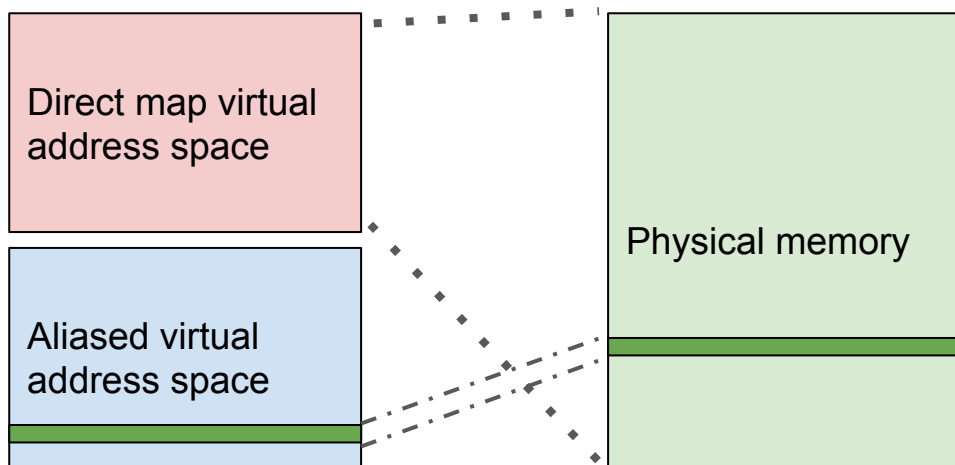 Direct map virtual
address space
Physical memory
Aliased virtual
address space